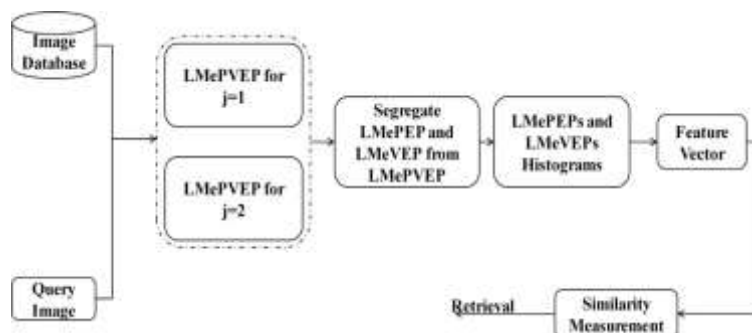 Image
Database
LMePVEP for
j=1
LMePVEP for
j=2
Segregate
LMePEP and
LMeVEP from
LMePVEP
LMePEPs and
LMeVEPs
Histograms
Feature
Vector
Query
Image
Retrieval
Similarity
Measurement